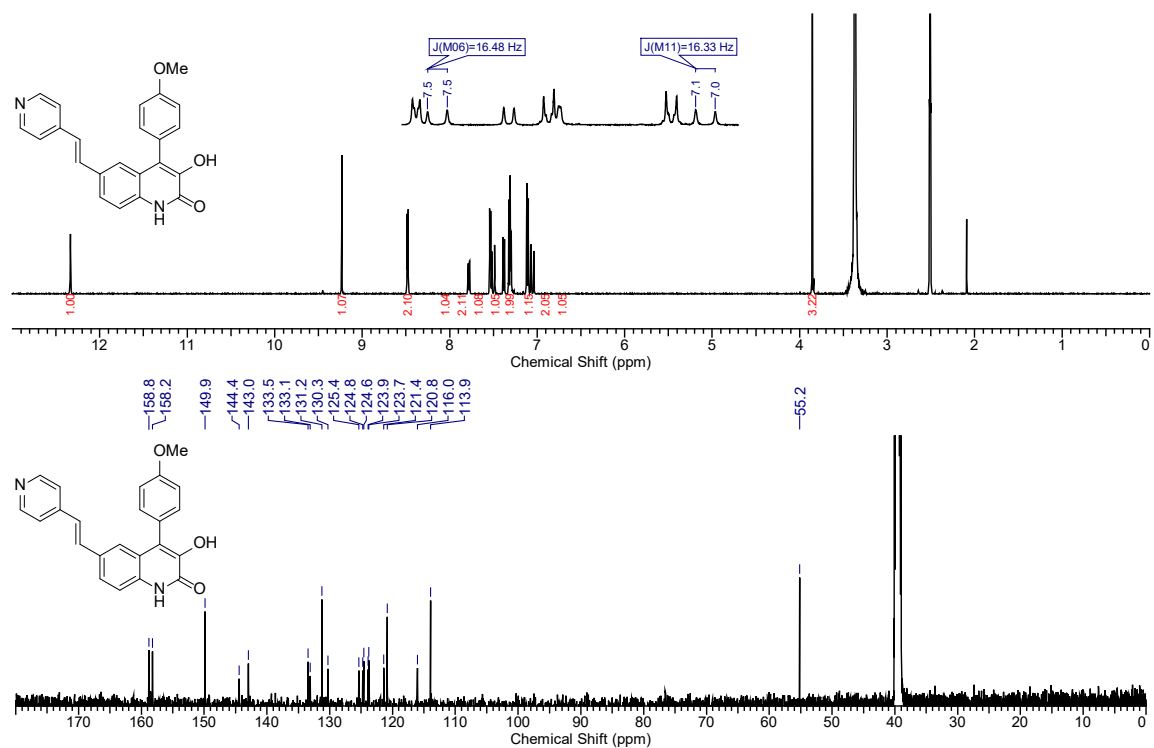 J(M06)=16.48 Hz
J(M11)=16.33 Hz
7.5
7.5
7.1
7.0
OMe
N
OH
N
H
O
1.00
1.07
2.10
1.04
2.11
1.08
1.05
1.99
1.15
2.05
1.05
3.22
12 11 10 9 8 7 6 5 4 3 2 1 0
Chemical Shift (ppm)
158.8
158.2
149.9
144.4
143.0
133.5
133.1
131.2
130.3
125.4
124.8
124.6
123.9
123.7
121.4
120.8
116.0
113.9
55.2
OMe
N
OH
N
H
O
170 160 150 140 130 120 110 100 90 80 70 60 50 40 30 20 10 0
Chemical Shift (ppm)